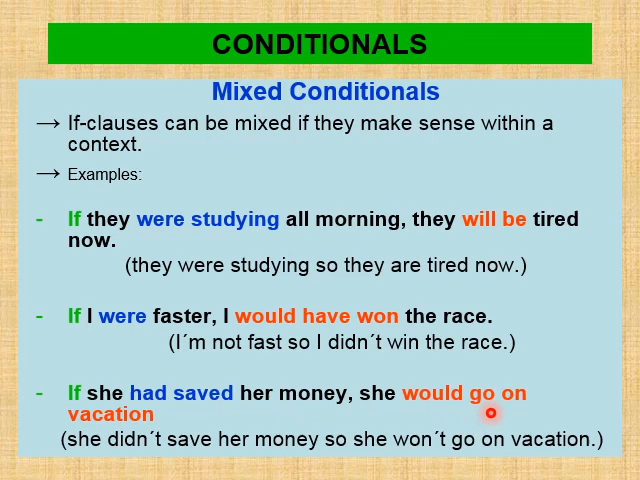 CONDITIONALS
Mixed Conditionals
→ If-clauses can be mixed if they make sense within a
context.
→ Examples:
- If they were studying all morning, they will be tired
now.
(they were studying so they are tired now.)
- If I were faster, I would have won the race.
(I´m not fast so I didn´t win the race.)
- If she had saved her money, she would go on
vacation
(she didn´t save her money so she won´t go on vacation.)